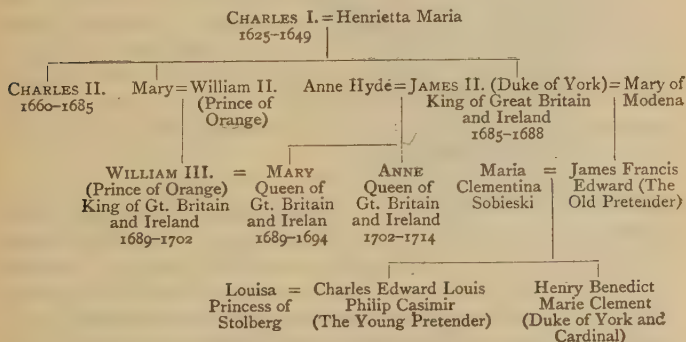 CHARLES I. = Henrietta Maria
1625-1649
CHARLES II.
1660-1685
Mary = William II.
(Prince of
Orange)
Anne Hyde = JAMES II. (Duke of York) = Mary of
King of Great Britain Modena
and Ireland
1685-1688
WILLIAM III. =
(Prince of Orange)
King of Gt. Britain
and Ireland
1689-1702
MARY
Queen of
Gt. Britain
and Irelan
1689-1694
ANNE
Queen of
Gt. Britain
and Ireland
1702-1714
Maria =
Clementina
Sobieski
James Francis
Edward (The
Old Pretender)
Louisa =
Princess of
Stolberg
Charles Edward Louis
Philip Casimir
(The Young Pretender)
Henry Benedict
Marie Clement
(Duke of York and
Cardinal)